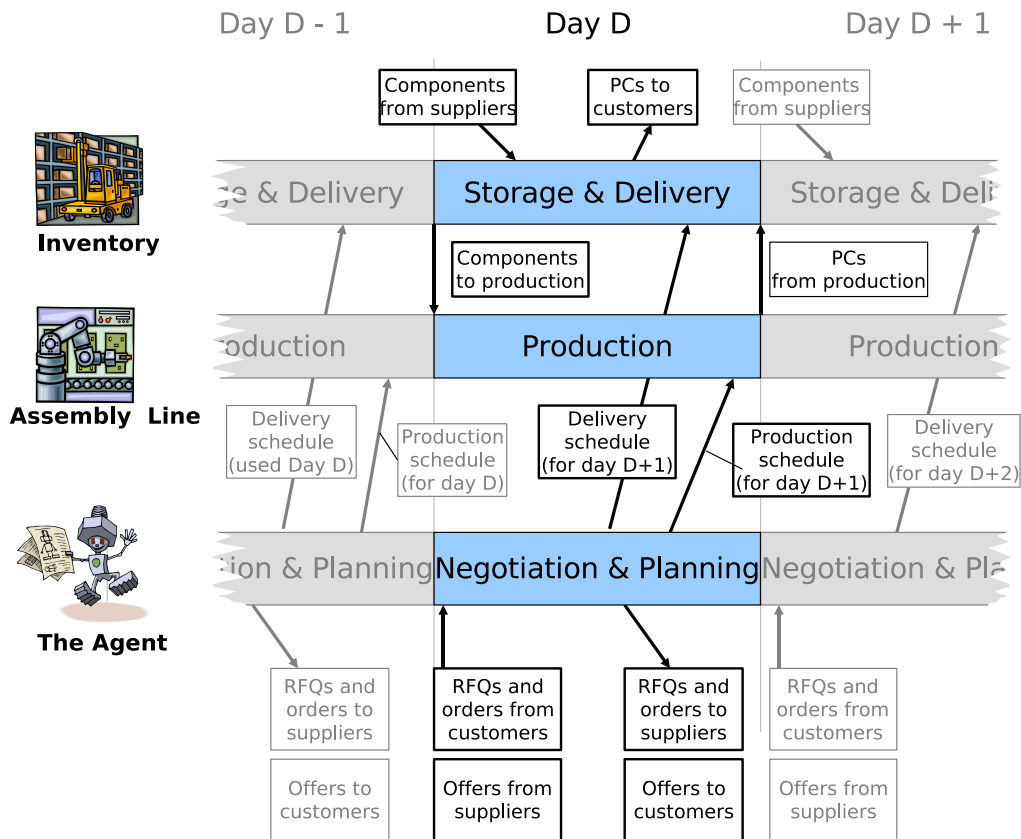 Day D - 1
Day D
Day D + 1
Components
from suppliers
PCs to
customers
Components
from suppliers
ge & Delivery
Storage & Delivery
Storage & Deli
Inventory
Components
to production
PCs
from production
roduction
Production
Production
Assembly Line
Delivery
schedule
(used Day D)
Production
schedule
(for day D)
Delivery
schedule
(for day D+1)
Production
schedule
(for day D+1)
Delivery
schedule
(for day D+2)
tion & Planning
Negotiation & Planning
Negotiation & Pla
The Agent
RFQs and
orders to
suppliers
RFQs and
orders from
customers
RFQs and
orders to
suppliers
RFQs and
orders from
customers
Offers to
customers
Offers from
suppliers
Offers to
customers
Offers from
suppliers